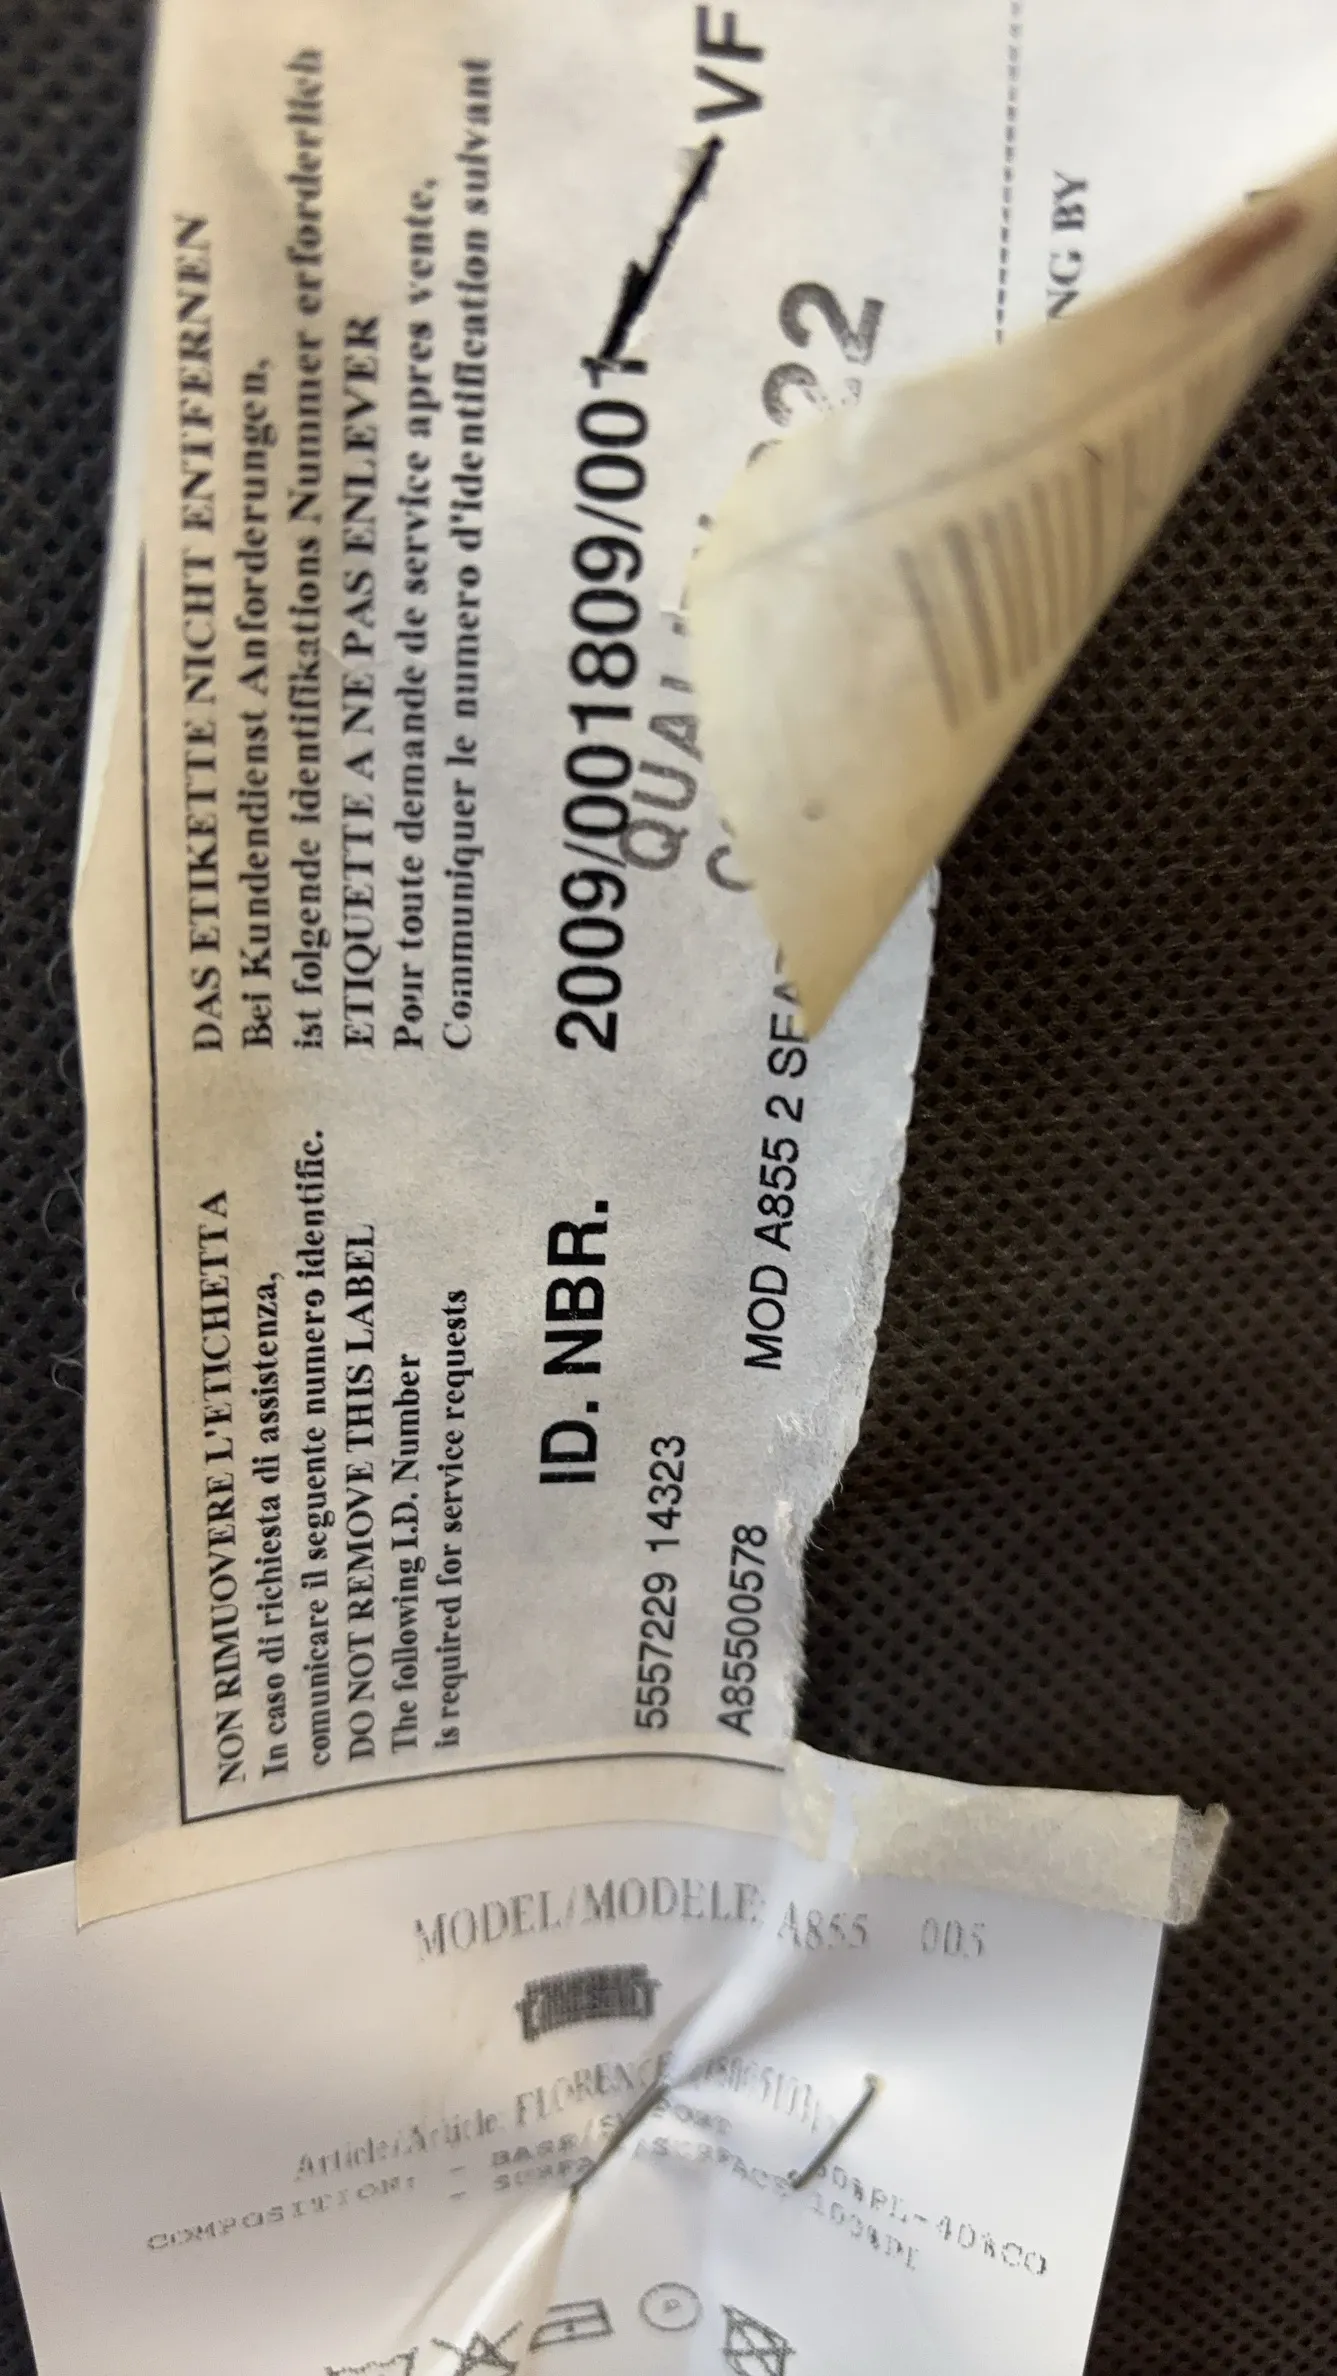 NON RIMUOVERE L'ETICHETTA
In caso di richiesta di assistenza,
comunicare il seguente numero identific.
DO NOT REMOVE THIS LABEL
The following I.D. Number
is required for service requests
DAS ETIKETTE NICHT ENTFERNEN
Bei Kundendienst Anforderungen,
ist folgende identifikations Nummer erforderlich
ETIQUETTE A NE PAS ENLEVER
Pour toute demande de service apres vente,
Communiquer le numero d'identification suivant
ID. NBR. 2009/001809/001 VF
5557229 14323
A85500578 MOD A855 2
NG BY
MODEL/MODELE: A855 005
Article/Article: FLORENCE
COMPOSITION: - BASE/SUPPORT